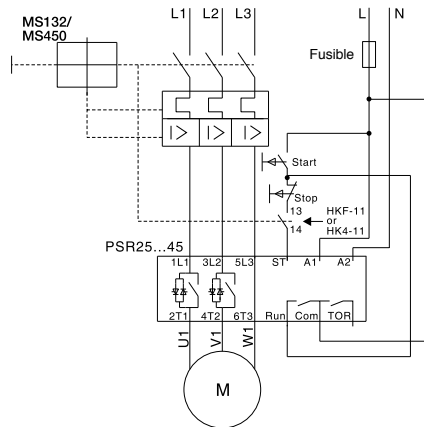 L1 L2 L3 L N
MS132/
MS450
Fusible
I> I> I>
Start
Stop
13 HKF-11
or
14 HK4-11
PSR25...45
1L1 3L2 5L3 ST A1 A2
2T1 4T2 6T3 Run Com TOR
U1 V1 W1
M